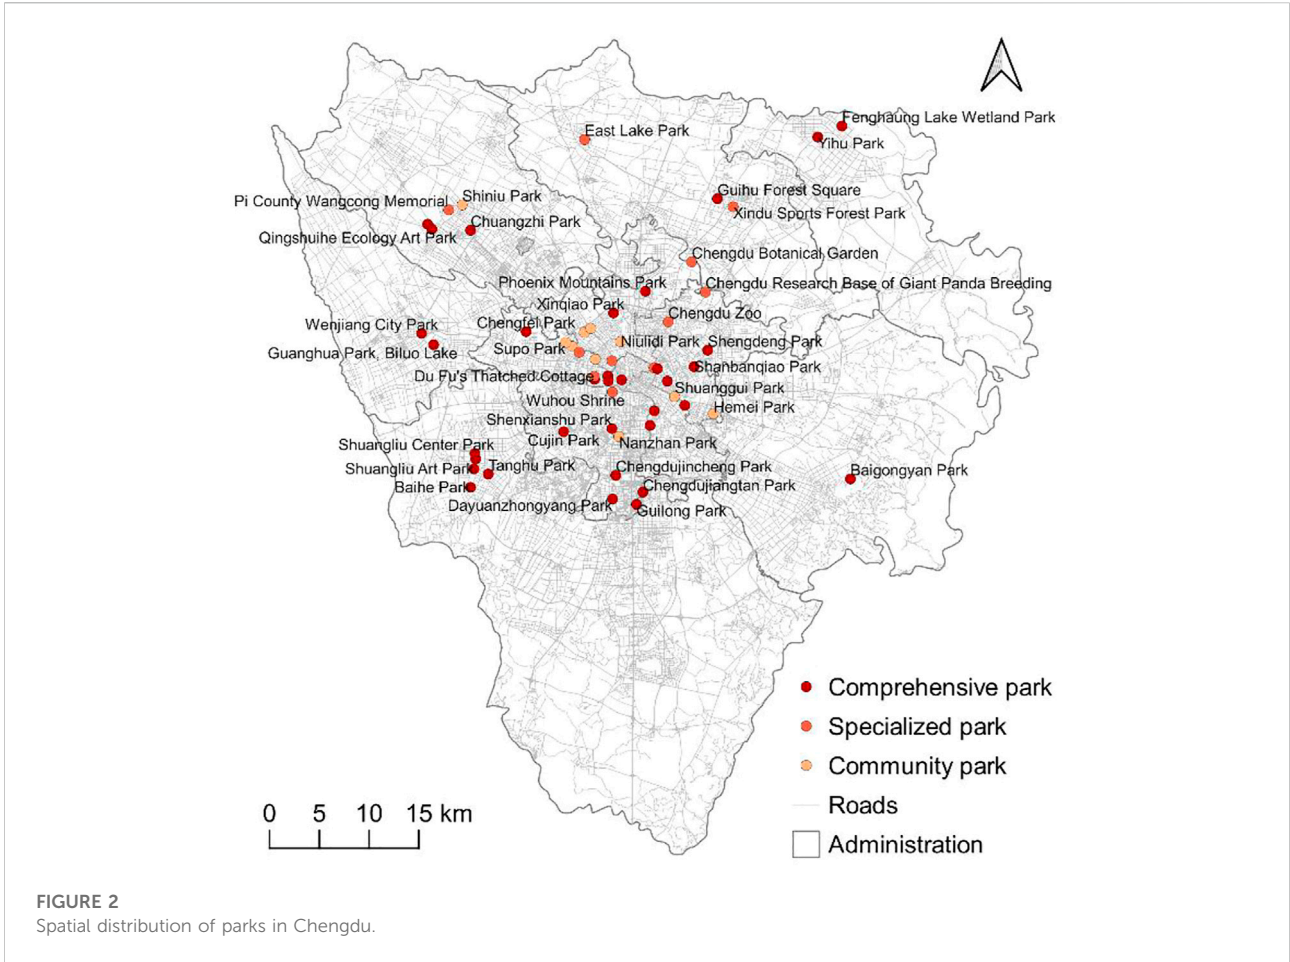 Fenghaung Lake Wetland Park
East Lake Park
Yihu Park
Guihu Forest Square
Shiniu Park
Pi County Wangcong Memorial
Xindu Sports Forest Park
Chuangzhi Park
Qingshuihe Ecology Art Park
Chengdu Botanical Garden
Phoenix Mountains Park
Chengdu Research Base of Giant Panda Breeding
Xinqiao Park
Chengdu Zoo
Chengfei Park
Wenjiang City Park
Niulidi Park
Shengdeng Park
Supo Park
Guanghua Park
Biluo Lake
Shanbanqiao Park
Du Fu's Thatched Cottage
Shuanggui Park
Wuhou Shrine
Hemei Park
Shenxianshu Park
Cujin Park
Nanzhan Park
Shuangliu Center Park
Shuangliu Art Park
Tanghu Park
Chengdujincheng Park
Baigongyan Park
Baihe Park
Chengdujiangtan Park
Dayuanzhongyang Park
Guilong Park
Comprehensive park
Specialized park
Community park
Roads
Administration
0 5 10 15 km
FIGURE 2
Spatial distribution of parks in Chengdu.